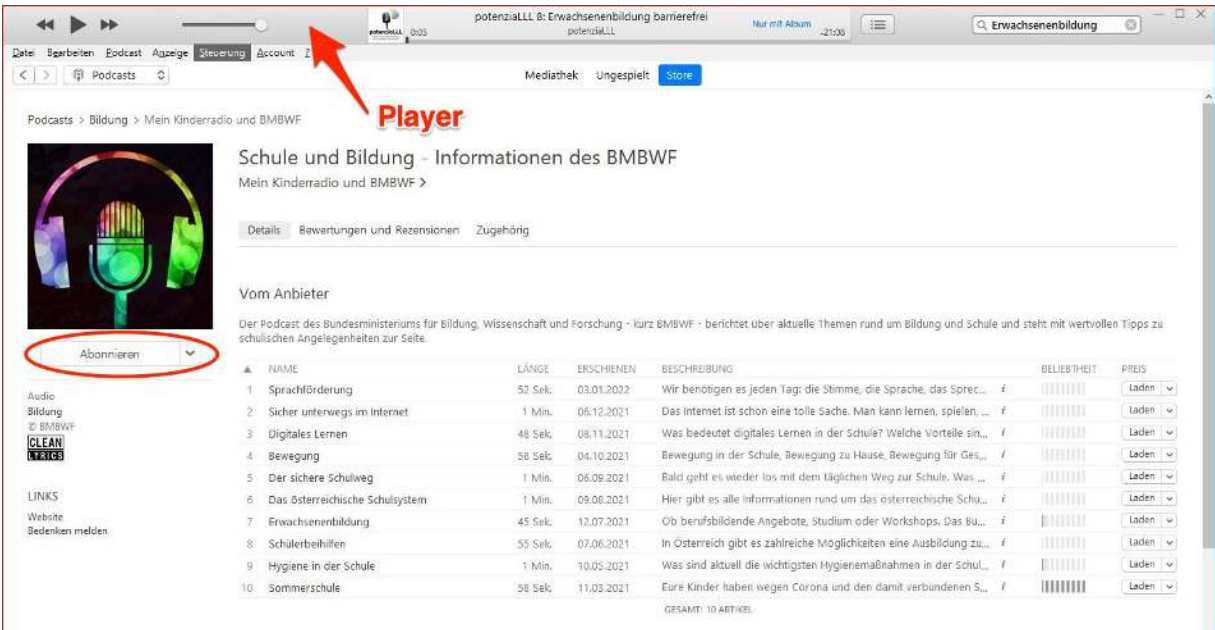 potenziaLLL 8: Erwachsenenbildung barrierefrei
potenziaLLL
potenziaLLL
0:05
Nur mit Album
-21:08
Erwachsenenbildung
Datei Bearbeiten Podcast Anzeige Steuerung Account
Podcasts
Mediathek Ungespielt Store
Player
Podcasts > Bildung > Mein Kinderradio und BMBWF
Schule und Bildung - Informationen des BMBWF
Mein Kinderradio und BMBWF >
Details Bewertungen und Rezensionen Zugehörig
Vom Anbieter
Der Podcast des Bundesministeriums für Bildung, Wissenschaft und Forschung - kurz BMBWF - berichtet über aktuelle Themen rund um Bildung und Schule und steht mit wertvollen Tipps zu
schulischen Angelegenheiten zur Seite.
Abonnieren
Audio
Bildung
© BMBWF
CLEAN
LYRICS
LINKS
Website
Bedenken melden
NAME LÄNGE ERSCHIENEN BESCHREIBUNG BELIEBTHEIT PREIS
1 Sprachförderung 52 Sek. 03.01.2022 Wir benötigen es jeden Tag: die Stimme, die Sprache, das Sprec... i Laden
2 Sicher unterwegs im Internet 1 Min. 06.12.2021 Das Internet ist schon eine tolle Sache. Man kann lernen, spielen, ... i Laden
3 Digitales Lernen 48 Sek. 08.11.2021 Was bedeutet digitales Lernen in der Schule? Welche Vorteile sin... i Laden
4 Bewegung 58 Sek. 04.10.2021 Bewegung in der Schule, Bewegung zu Hause, Bewegung für Ges... i Laden
5 Der sichere Schulweg 1 Min. 06.09.2021 Bald geht es wieder los mit dem täglichen Weg zur Schule. Was ... i Laden
6 Das österreichische Schulsystem 1 Min. 09.08.2021 Hier gibt es alle Informationen rund um das österreichische Schu... i Laden
7 Erwachsenenbildung 45 Sek. 12.07.2021 Ob berufsbildende Angebote, Studium oder Workshops. Das Bu... i Laden
8 Schülerbeihilfen 55 Sek. 07.06.2021 In Österreich gibt es zahlreiche Möglichkeiten eine Ausbildung zu... i Laden
9 Hygiene in der Schule 1 Min. 10.05.2021 Was sind aktuell die wichtigsten Hygienemaßnahmen in der Schul... i Laden
10 Sommerschule 58 Sek. 11.03.2021 Eure Kinder haben wegen Corona und den damit verbundenen S... i Laden
GESAMT: 10 ARTIKEL